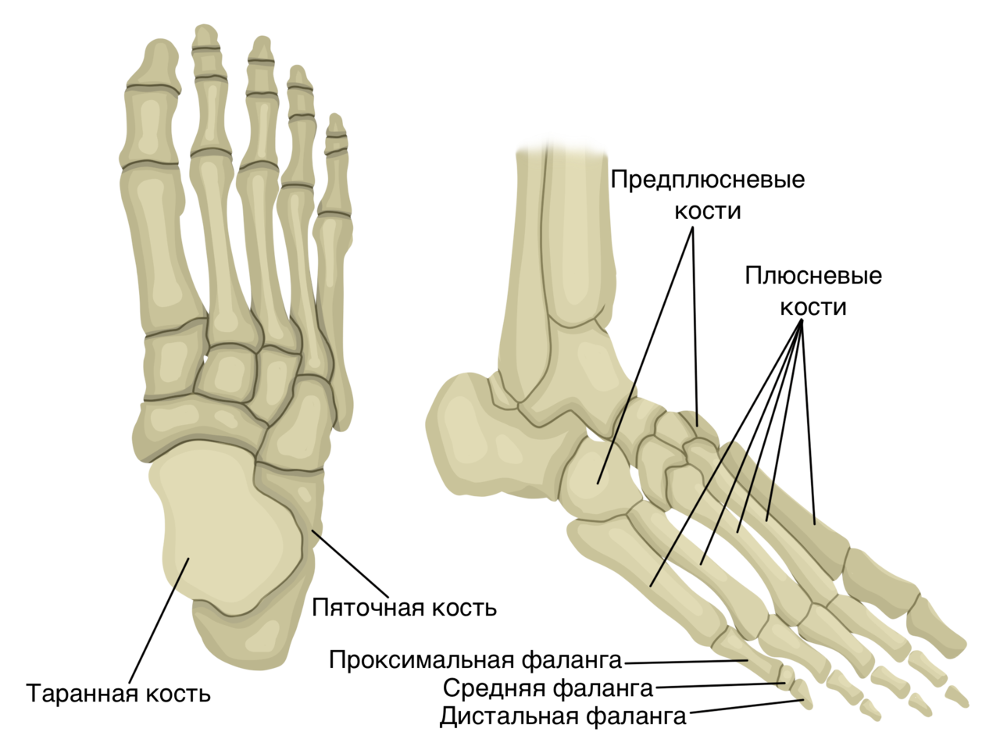 Предплюсневые
кости
Плюсневые
кости
Пяточная кость
Проксимальная фаланга
Средняя фаланга
Таранная кость
Дистальная фаланга